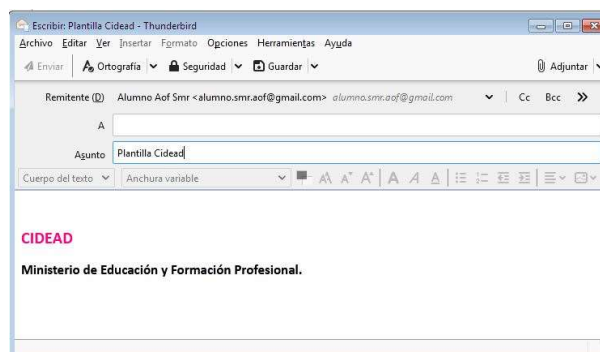 Escribir: Plantilla Cidead - Thunderbird
Archivo Editar Ver Insertar Formato Opciones Herramientas Ayuda
Enviar Ortografía Seguridad Guardar Adjuntar
Remitente (D) Alumno Aof Smr <alumno.smr.aof@gmail.com> alumno.smr.aof@gmail.com Cc Bcc
A
Asunto Plantilla Cidead
Cuerpo del texto Anchura variable
CIDEAD
Ministerio de Educación y Formación Profesional.